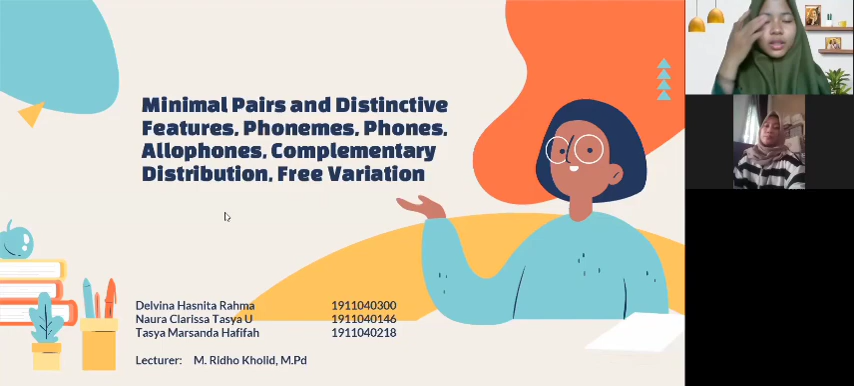 Minimal Pairs and Distinctive
Features, Phonemes, Phones,
Allophones, Complementary
Distribution, Free Variation
Delvina Hasnita Rahma 1911040300
Naura Clarissa Tasya U 1911040146
Tasya Marsanda Hafifah 1911040218
Lecturer: M. Ridho Kholid, M.Pd